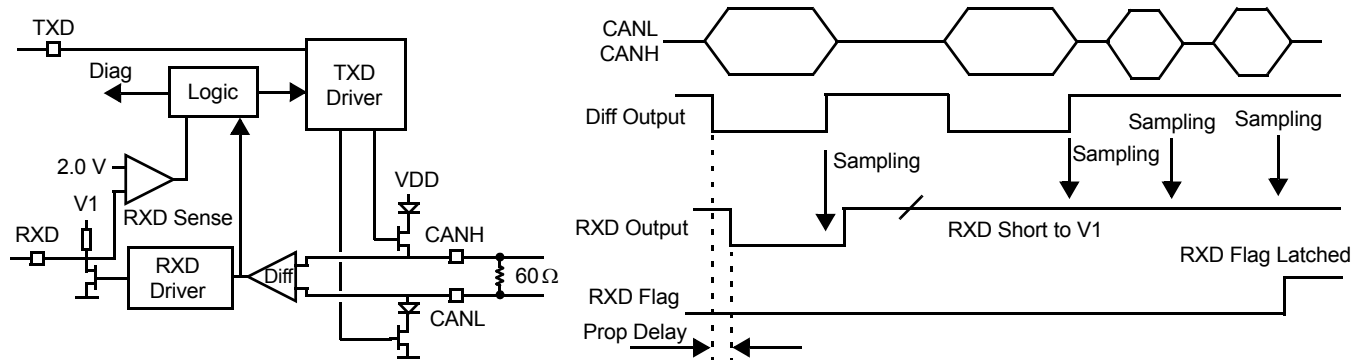 TXD
Diag
Logic
TXD
Driver
2.0 V
V1
RXD Sense
RXD
RXD
Driver
Diff
VDD
CANH
60 Ω
CANL
CANL
CANH
Diff Output
Sampling
Sampling
Sampling
Sampling
RXD Output
RXD Short to V1
RXD Flag Latched
RXD Flag
Prop Delay